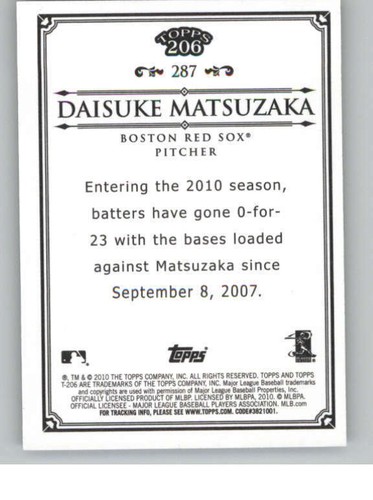 TOPPS
206
287
DAISUKE MATSUZAKA
BOSTON RED SOX®
PITCHER
Entering the 2010 season,
batters have gone 0-for-
23 with the bases loaded
against Matsuzaka since
September 8, 2007.
Topps
®, TM & © 2010 THE TOPPS COMPANY, INC. ALL RIGHTS RESERVED. TOPPS AND TOPPS
T-206 ARE TRADEMARKS OF THE TOPPS COMPANY, INC. Major League Baseball trademarks
and copyrights are used with permission of Major League Baseball Properties, Inc.
OFFICIALLY LICENSED PRODUCT OF MLBP. LICENSED BY MLBPA, 2010. © MLBPA,
OFFICIAL LICENSEE - MAJOR LEAGUE BASEBALL PLAYERS ASSOCIATION. MLB.com
FOR TRACKING INFO, PLEASE SEE WWW.TOPPS.COM. CODE#3821001.